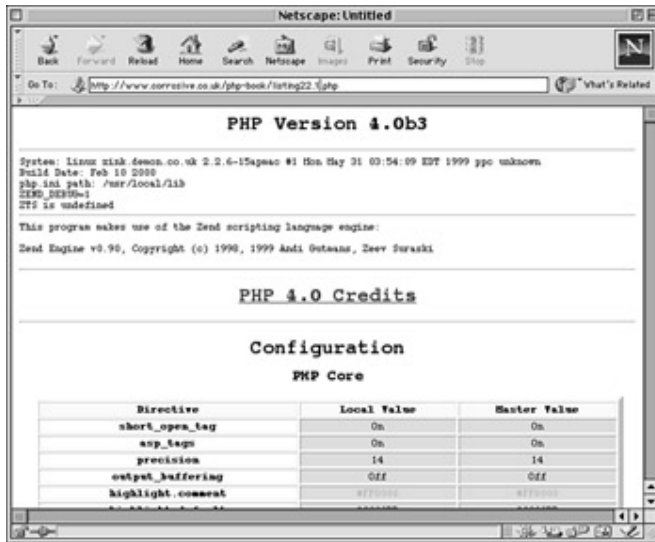 Netscape: Untitled
Back Forward Reload Home Search Netscape Images Print Security Stop
N
Go To: http://www.corrosive.co.uk/php-book/listing22.1.php What's Related
PHP Version 4.0b3
System: Linux zink.demon.co.uk 2.2.6-15apmac #1 Mon May 31 03:54:09 EDT 1999 ppc unknown
Build Date: Feb 10 2000
php.ini path: /usr/local/lib
ZEND_DEBUG=1
ZTS is undefined
This program makes use of the Zend scripting language engine:
Zend Engine v0.90, Copyright (c) 1998, 1999 Andi Gutmans, Zeev Suraski
PHP 4.0 Credits
Configuration
PHP Core
Directive Local Value Master Value
short_open_tag On On
asp_tags On On
precision 14 14
output_buffering Off Off
highlight.comment